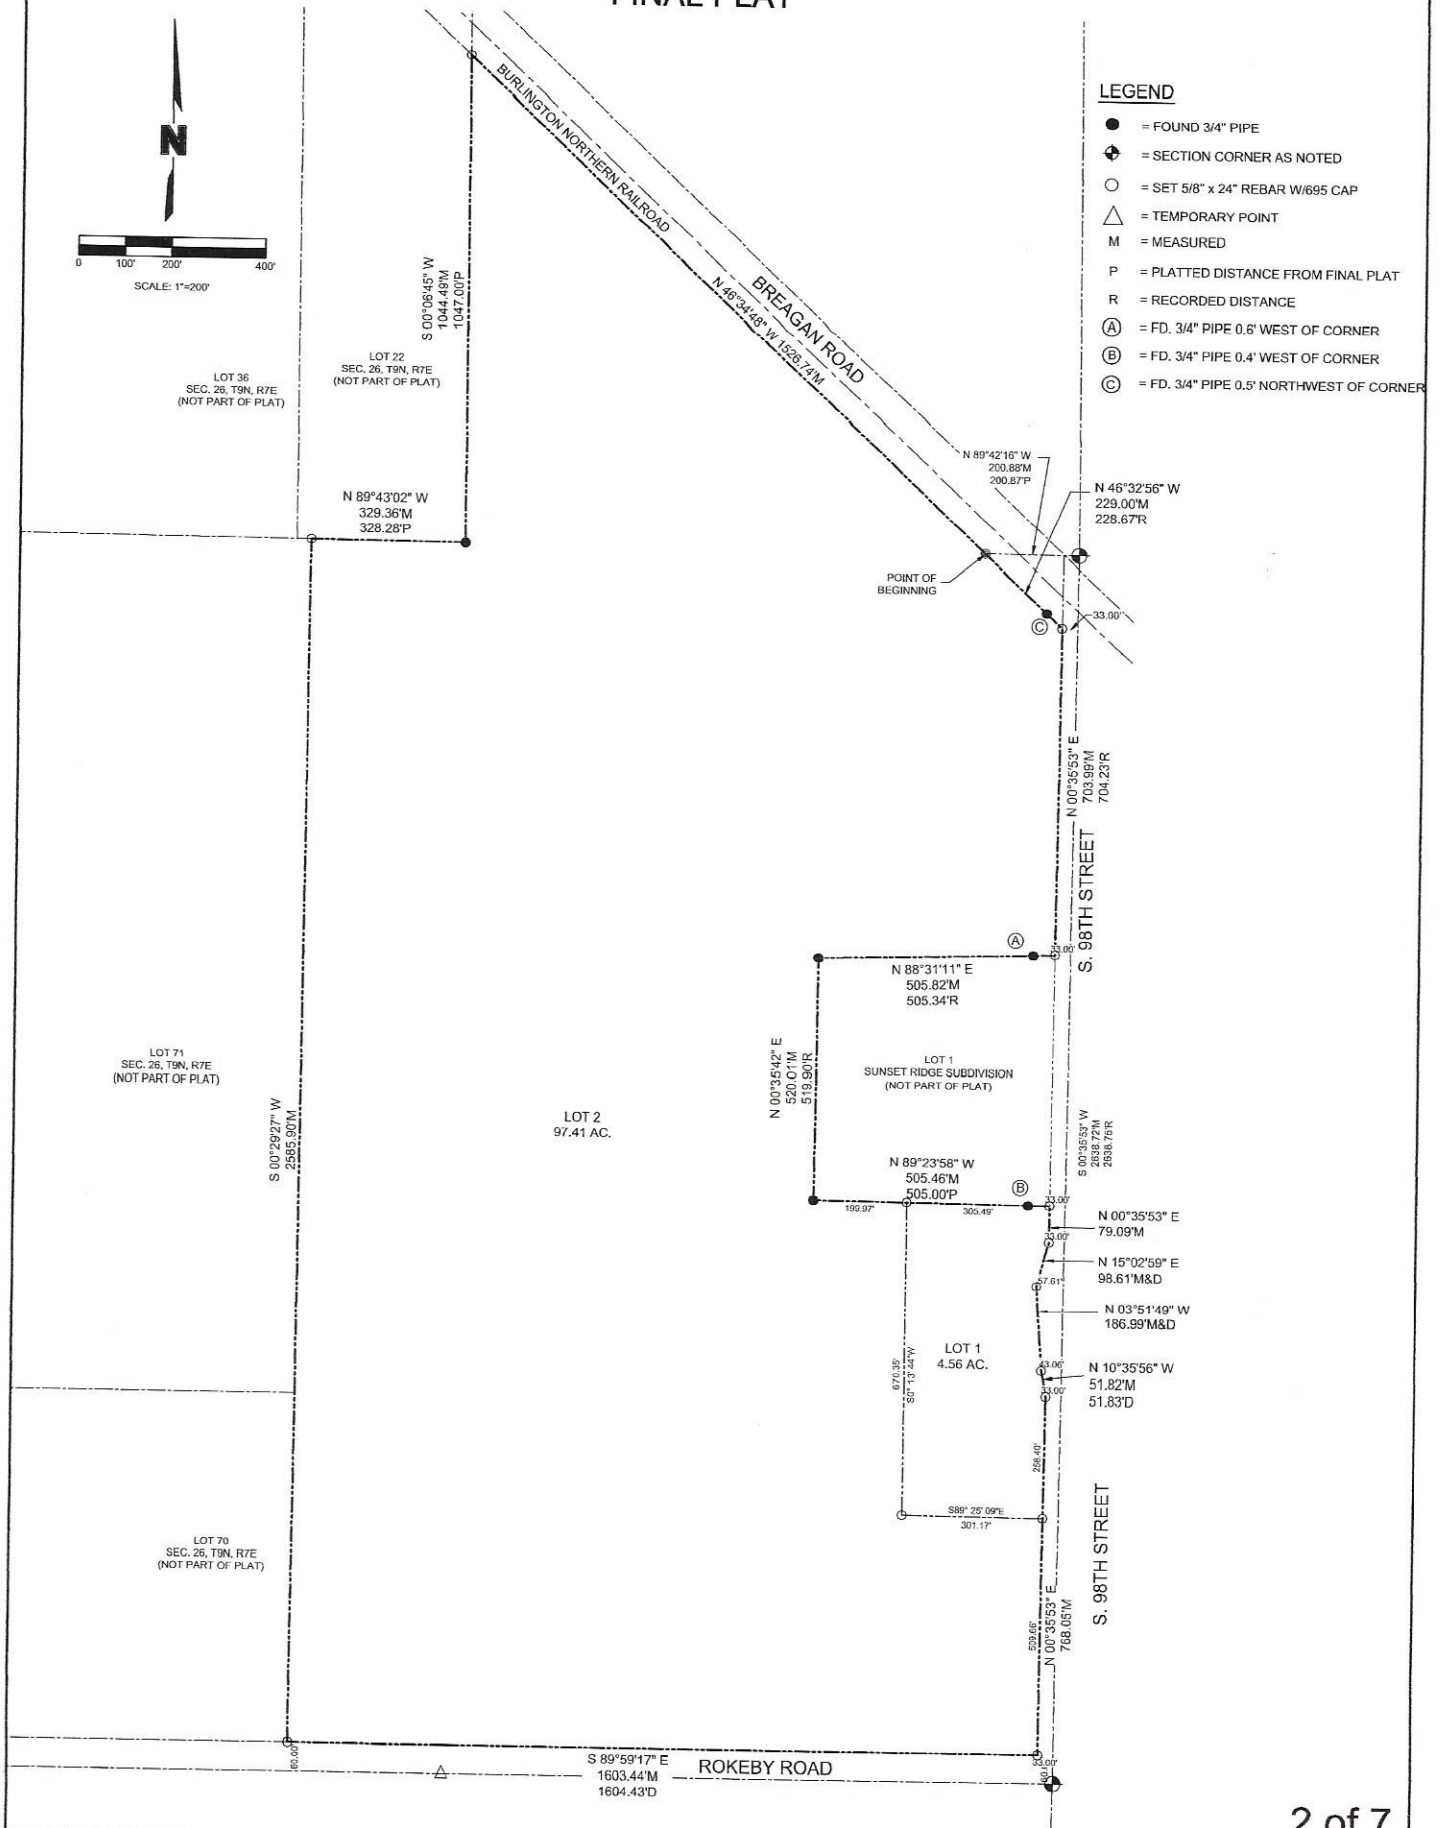 FINAL PLAT
N
0 100' 200' 400'
SCALE: 1"=200'
LEGEND
= FOUND 3/4" PIPE
= SECTION CORNER AS NOTED
= SET 5/8" x 24" REBAR W/695 CAP
= TEMPORARY POINT
M = MEASURED
P = PLATTED DISTANCE FROM FINAL PLAT
R = RECORDED DISTANCE
A = FD. 3/4" PIPE 0.6' WEST OF CORNER
B = FD. 3/4" PIPE 0.4' WEST OF CORNER
C = FD. 3/4" PIPE 0.5' NORTHWEST OF CORNER
BURLINGTON NORTHERN RAILROAD
BREAGAN ROAD
N 46°34'48" W 1526.74'M
S 00°06'45" W
1044.49'M
1047.00'P
LOT 36
SEC. 26, T9N, R7E
(NOT PART OF PLAT)
LOT 22
SEC. 26, T9N, R7E
(NOT PART OF PLAT)
N 89°43'02" W
329.36'M
328.28'P
N 89°42'16" W
200.88'M
200.87'P
N 46°32'56" W
229.00'M
228.67'R
POINT OF
BEGINNING
C
33.00'
N 00°35'53" E
703.99'M
704.23'R
S. 98TH STREET
A
33.00'
N 88°31'11" E
505.82'M
505.34'R
N 00°35'42" E
520.01'M
519.90'R
LOT 1
SUNSET RIDGE SUBDIVISION
(NOT PART OF PLAT)
LOT 71
SEC. 26, T9N, R7E
(NOT PART OF PLAT)
S 00°29'27" W
2585.90'M
LOT 2
97.41 AC.
S 00°35'53" W
2638.72'M
2638.75'R
N 89°23'58" W
505.46'M
505.00'P
B
199.97'
305.49'
33.00'
N 00°35'53" E
79.09'M
33.00'
N 15°02'59" E
98.61'M&D
57.61'
N 03°51'49" W
186.99'M&D
LOT 1
4.56 AC.
670.35'
S0° 13' 44"W
43.06'
N 10°35'56" W
51.82'M
51.83'D
33.00'
258.40'
S89° 25' 09"E
301.17'
S. 98TH STREET
LOT 70
SEC. 26, T9N, R7E
(NOT PART OF PLAT)
509.66'
N 00°35'53" E
768.05'M
60.00'
S 89°59'17" E
1603.44'M
1604.43'D
ROKEBY ROAD
33.00'
2 of 7